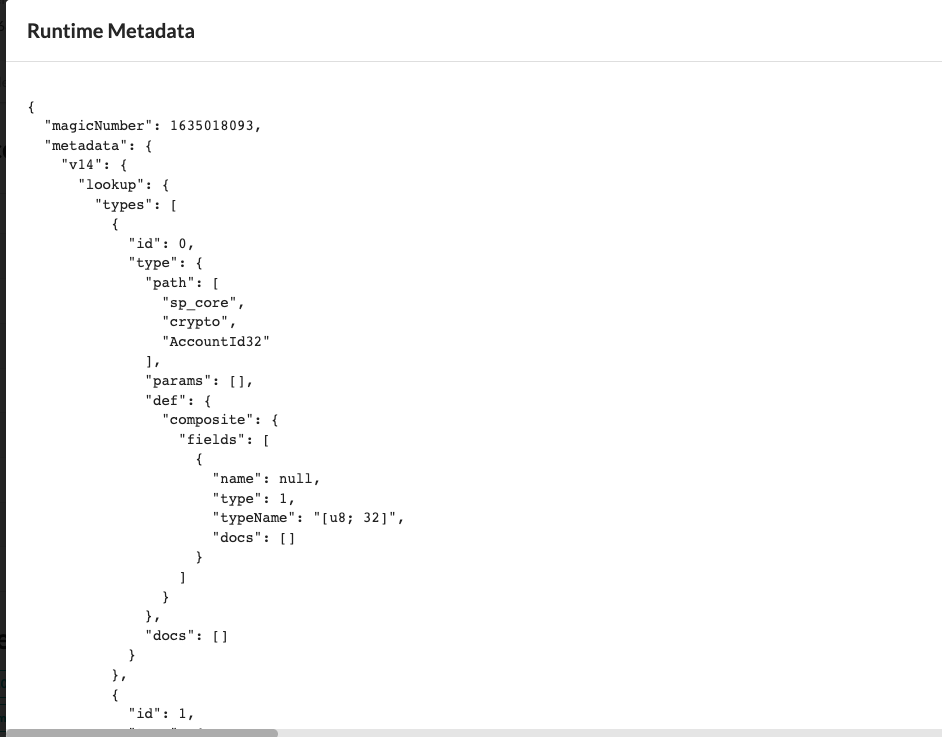 Runtime Metadata
{
  "magicNumber": 1635018093,
  "metadata": {
    "v14": {
      "lookup": {
        "types": [
          {
            "id": 0,
            "type": {
              "path": [
                "sp_core",
                "crypto",
                "AccountId32"
              ],
              "params": [],
              "def": {
                "composite": {
                  "fields": [
                    {
                      "name": null,
                      "type": 1,
                      "typeName": "[u8; 32]",
                      "docs": []
                    }
                  ]
                }
              },
              "docs": []
            }
          },
          {
            "id": 1,